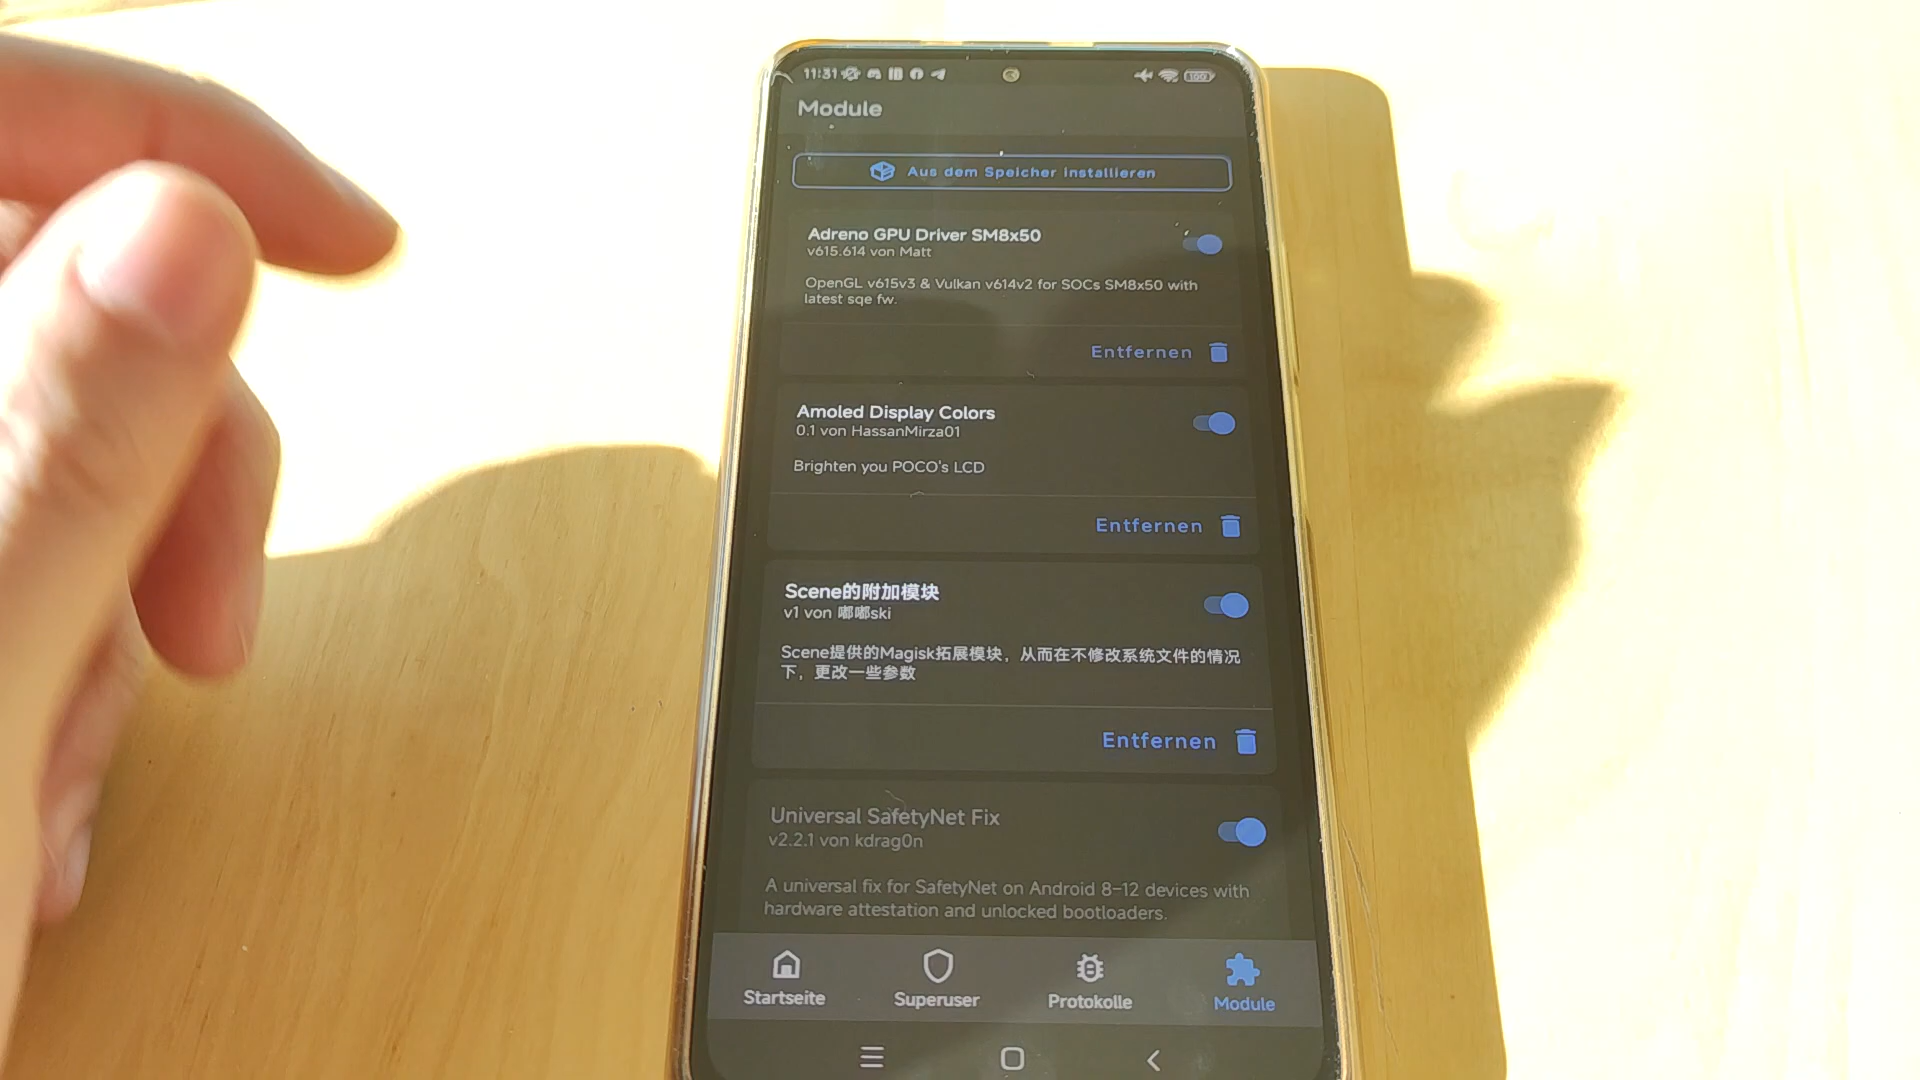 11:31
100
Module
Aus dem Speicher installieren
Adreno GPU Driver SM8x50
v615.614 von Matt
OpenGL v615v3 & Vulkan v614v2 for SOCs SM8x50 with
latest sqe fw.
Entfernen
Amoled Display Colors
0.1 von HassanMirza01
Brighten you POCO's LCD
Entfernen
Scene的附加模块
v1 von 嘟嘟ski
Scene提供的Magisk拓展模块，从而在不修改系统文件的情况
下，更改一些参数
Entfernen
Universal SafetyNet Fix
v2.2.1 von kdrag0n
A universal fix for SafetyNet on Android 8-12 devices with
hardware attestation and unlocked bootloaders.
Startseite
Superuser
Protokolle
Module